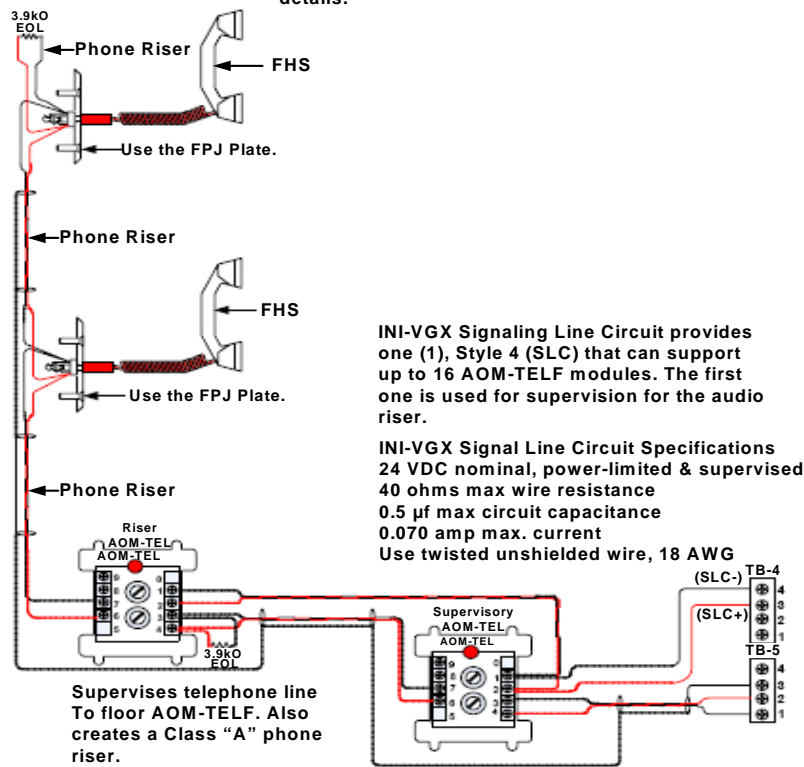 details.
3.9kO
EOL
Phone Riser
FHS
Use the FPJ Plate.
Phone Riser
FHS
Use the FPJ Plate.
INI-VGX Signaling Line Circuit provides
one (1), Style 4 (SLC) that can support
up to 16 AOM-TELF modules. The first
one is used for supervision for the audio
riser.
INI-VGX Signal Line Circuit Specifications
24 VDC nominal, power-limited & supervised
40 ohms max wire resistance
0.5 µf max circuit capacitance
0.070 amp max. current
Use twisted unshielded wire, 18 AWG
Phone Riser
Riser
AOM-TEL
AOM-TEL
9 0
8 1
7 2
6 3
5 4
3.9kO
EOL
Supervises telephone line
To floor AOM-TELF. Also
creates a Class “A” phone
riser.
Supervisory
AOM-TEL
AOM-TEL
9 0
8 1
7 2
6 3
5 4
(SLC-)
(SLC+)
TB-4
4
3
2
1
TB-5
4
3
2
1